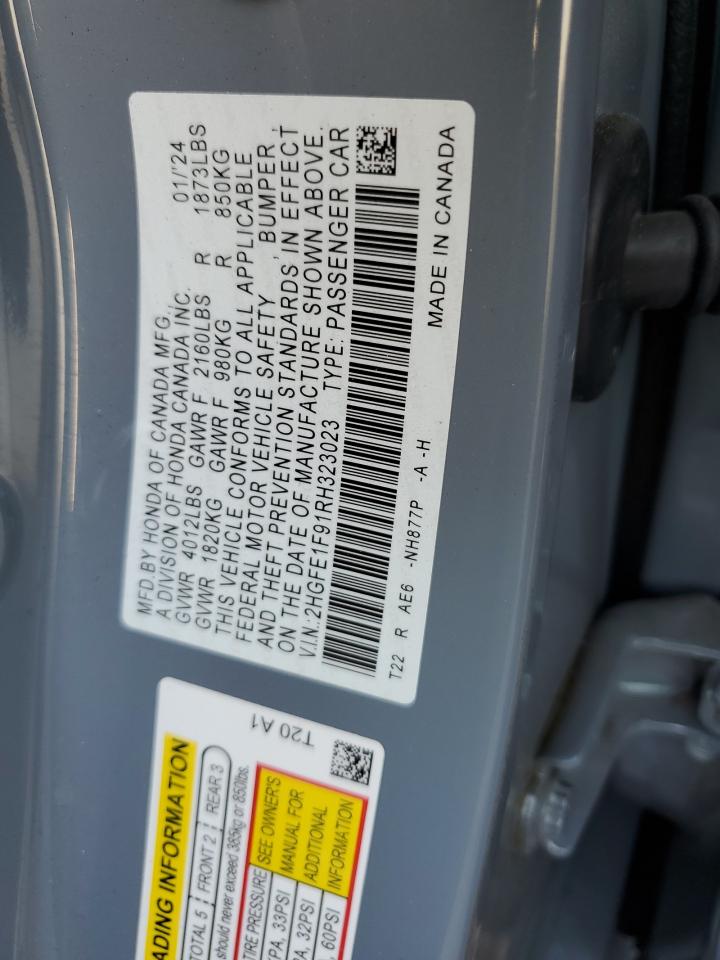 MFD.BY HONDA OF CANADA MFG.,
A DIVISION OF HONDA CANADA INC. 01/'24
GVWR 4012LBS GAWR F 2160LBS R 1873LBS
GVWR 1820KG GAWR F 980KG R 850KG
THIS VEHICLE CONFORMS TO ALL APPLICABLE
FEDERAL MOTOR VEHICLE SAFETY , BUMPER ,
AND THEFT PREVENTION STANDARDS IN EFFECT
ON THE DATE OF MANUFACTURE SHOWN ABOVE.
V.I.N.:2HGFE1F91RH323023 TYPE: PASSENGER CAR
T22 R AE6 -NH877P -A -H
MADE IN CANADA
T20 A1
ADING INFORMATION
TOTAL 5 FRONT 2 REAR 3
should never exceed 385kg or 850lbs.
TIRE PRESSURE SEE OWNER'S
PA, 33PSI MANUAL FOR
A, 32PSI ADDITIONAL
, 60PSI INFORMATION